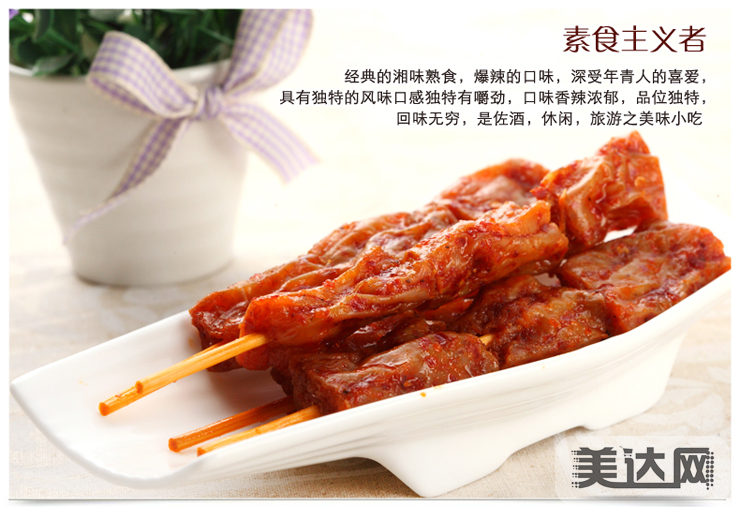 素食主义者
经典的湘味熟食，爆辣的口味，深受年青人的喜爱，
具有独特的风味口感独特有嚼劲，口味香辣浓郁，品位独特，
回味无穷，是佐酒，休闲，旅游之美味小吃
美达网